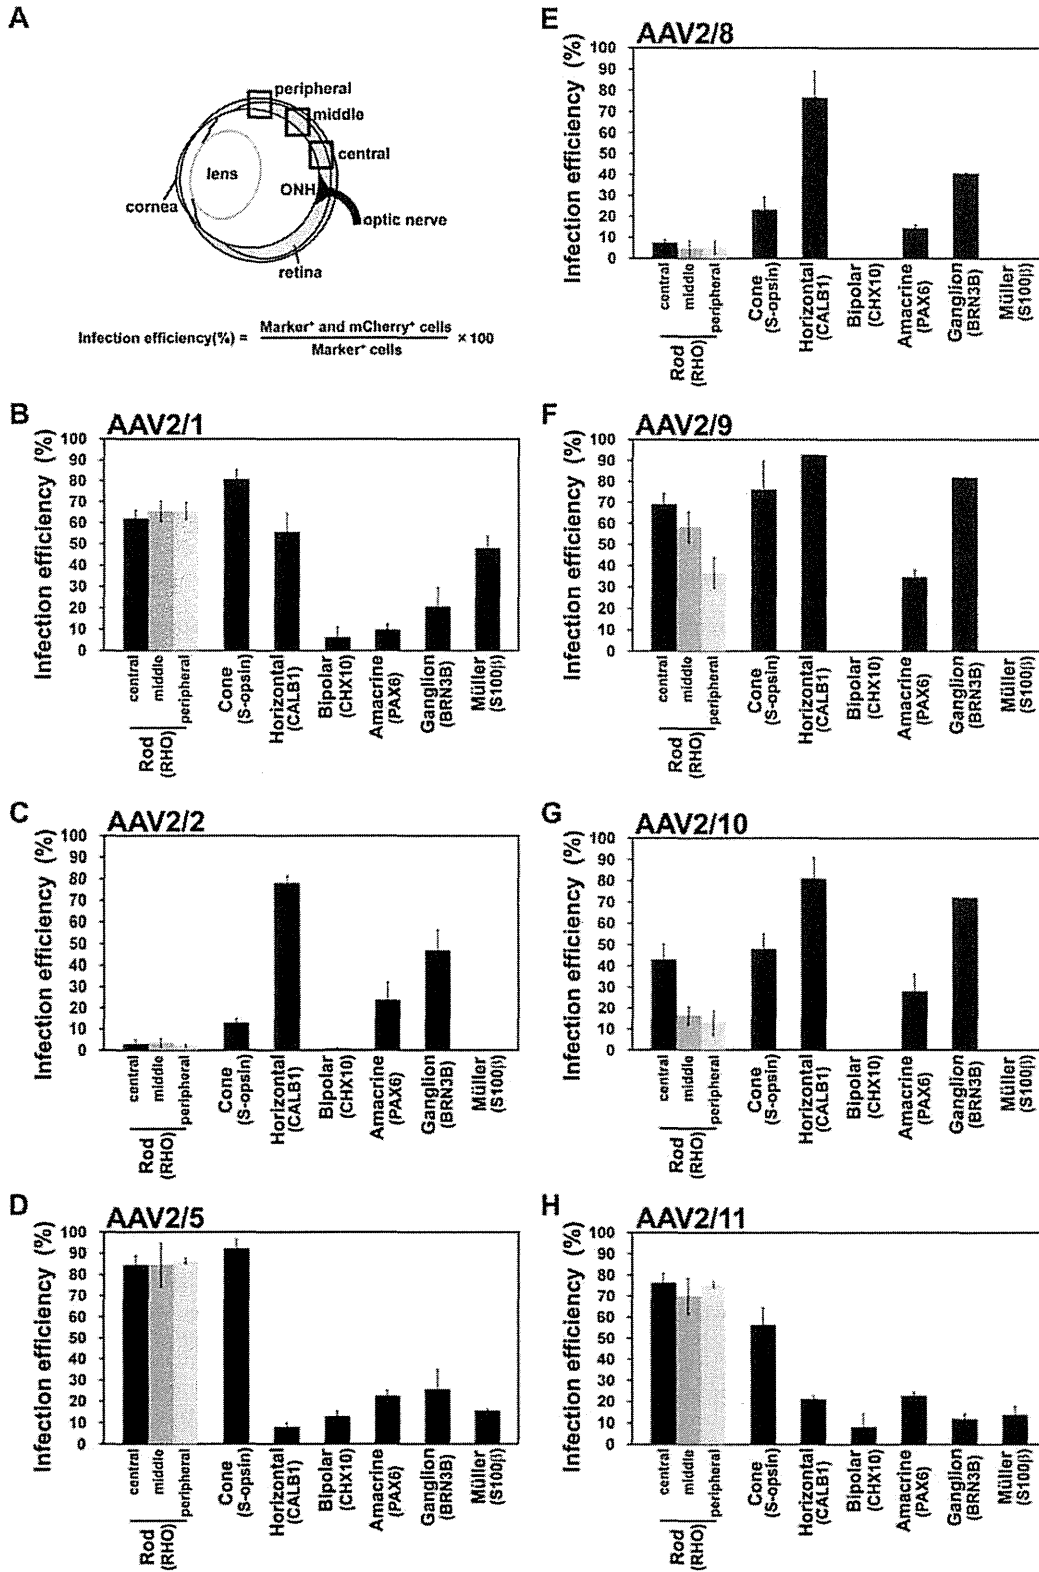 A
peripheral
middle
central
lens
ONH
cornea
optic nerve
retina
Infection efficiency(%) = Marker⁺ and mCherry⁺ cells / Marker⁺ cells × 100
B
AAV2/1
Infection efficiency (%)
100
90
80
70
60
50
40
30
20
10
0
central
middle
peripheral
Rod
(RHO)
Cone
(S-opsin)
Horizontal
(CALB1)
Bipolar
(CHX10)
Amacrine
(PAX6)
Ganglion
(BRN3B)
Müller
(S100β)
C
AAV2/2
Infection efficiency (%)
100
90
80
70
60
50
40
30
20
10
0
central
middle
peripheral
Rod
(RHO)
Cone
(S-opsin)
Horizontal
(CALB1)
Bipolar
(CHX10)
Amacrine
(PAX6)
Ganglion
(BRN3B)
Müller
(S100β)
D
AAV2/5
Infection efficiency (%)
100
90
80
70
60
50
40
30
20
10
0
central
middle
peripheral
Rod
(RHO)
Cone
(S-opsin)
Horizontal
(CALB1)
Bipolar
(CHX10)
Amacrine
(PAX6)
Ganglion
(BRN3B)
Müller
(S100β)
E
AAV2/8
Infection efficiency (%)
100
90
80
70
60
50
40
30
20
10
0
central
middle
peripheral
Rod
(RHO)
Cone
(S-opsin)
Horizontal
(CALB1)
Bipolar
(CHX10)
Amacrine
(PAX6)
Ganglion
(BRN3B)
Müller
(S100β)
F
AAV2/9
Infection efficiency (%)
100
90
80
70
60
50
40
30
20
10
0
central
middle
peripheral
Rod
(RHO)
Cone
(S-opsin)
Horizontal
(CALB1)
Bipolar
(CHX10)
Amacrine
(PAX6)
Ganglion
(BRN3B)
Müller
(S100β)
G
AAV2/10
Infection efficiency (%)
100
90
80
70
60
50
40
30
20
10
0
central
middle
peripheral
Rod
(RHO)
Cone
(S-opsin)
Horizontal
(CALB1)
Bipolar
(CHX10)
Amacrine
(PAX6)
Ganglion
(BRN3B)
Müller
(S100β)
H
AAV2/11
Infection efficiency (%)
100
90
80
70
60
50
40
30
20
10
0
central
middle
peripheral
Rod
(RHO)
Cone
(S-opsin)
Horizontal
(CALB1)
Bipolar
(CHX10)
Amacrine
(PAX6)
Ganglion
(BRN3B)
Müller
(S100β)